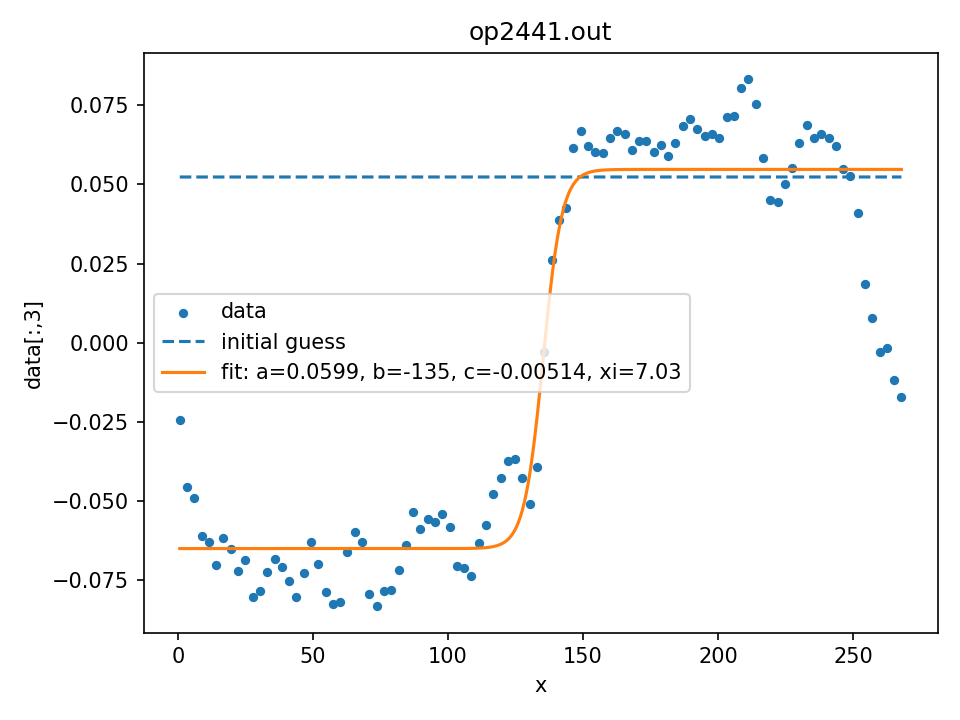 op2441.out
0.075
0.050
0.025
0.000
−0.025
−0.050
−0.075
data[:,3]
data
initial guess
fit: a=0.0599, b=-135, c=-0.00514, xi=7.03
0 50 100 150 200 250
x